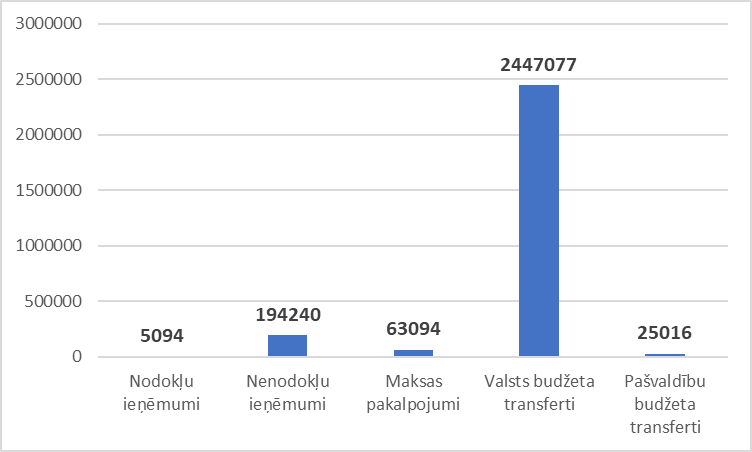 3000000
2500000
2000000
1500000
1000000
500000
0
5094
194240
63094
2447077
25016
Nodokļu
ieņēmumi
Nenodokļu
ieņēmumi
Maksas
pakalpojumi
Valsts budžeta
transferti
Pašvaldību
budžeta
transferti